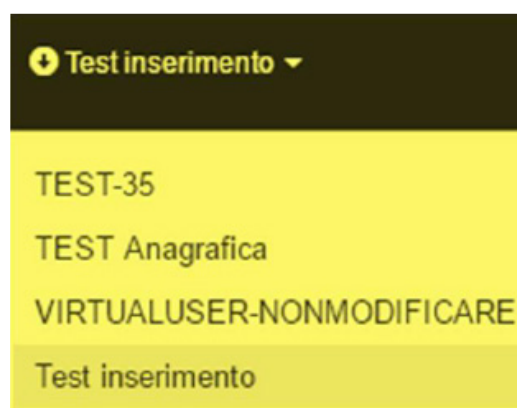 Test inserimento
TEST-35
TEST Anagrafica
VIRTUALUSER-NONMODIFICARE
Test inserimento